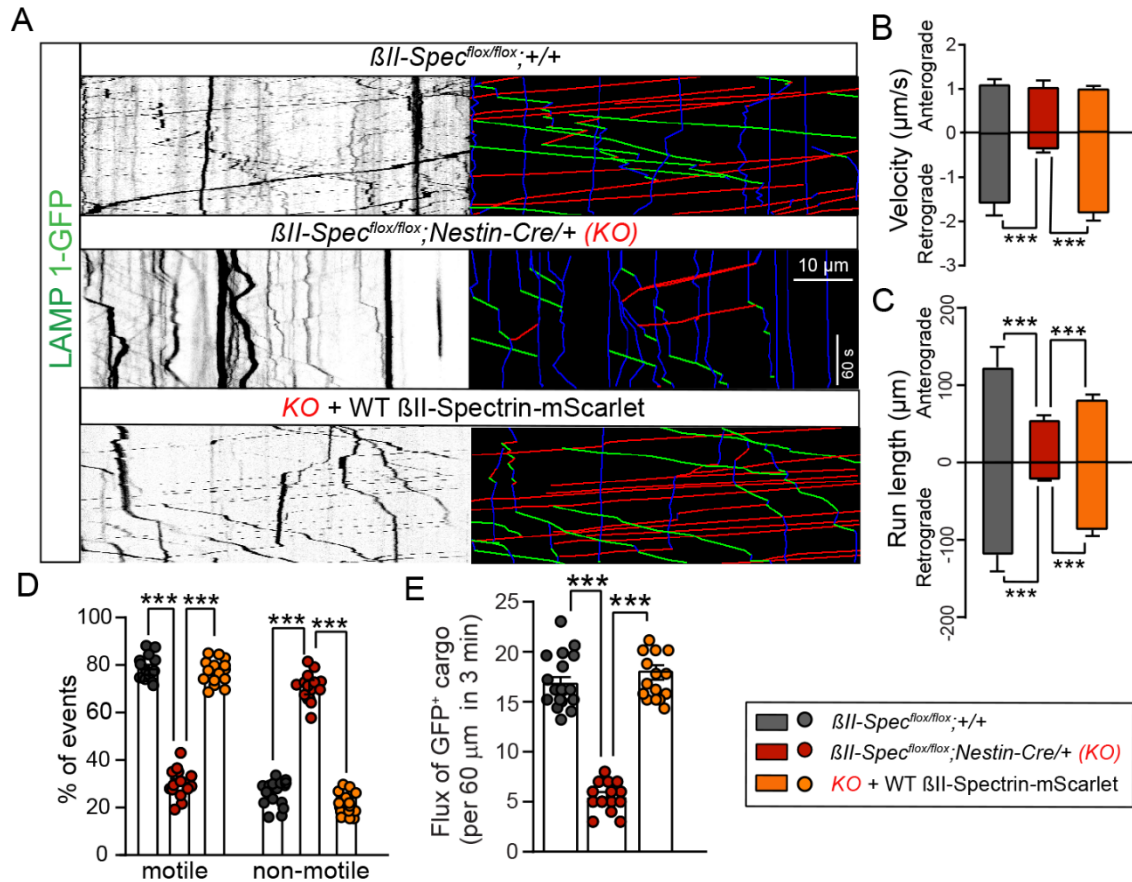 A
ßII-Spec^flox/flox;+/+
LAMP 1-GFP
ßII-Spec^flox/flox;Nestin-Cre/+ (KO)
10 µm
60 s
KO + WT ßII-Spectrin-mScarlet
B
Velocity (µm/s)
Retrograde Anterograde
2
1
0
-1
-2
-3
***
***
C
Run length (µm)
Retrograde Anterograde
200
100
0
-100
-200
***
***
***
***
D
% of events
100
80
60
40
20
0
***
***
***
***
motile
non-motile
E
Flux of GFP⁺ cargo
(per 60 µm in 3 min)
25
20
15
10
5
0
***
***
ßII-Spec^flox/flox;+/+
ßII-Spec^flox/flox;Nestin-Cre/+ (KO)
KO + WT ßII-Spectrin-mScarlet